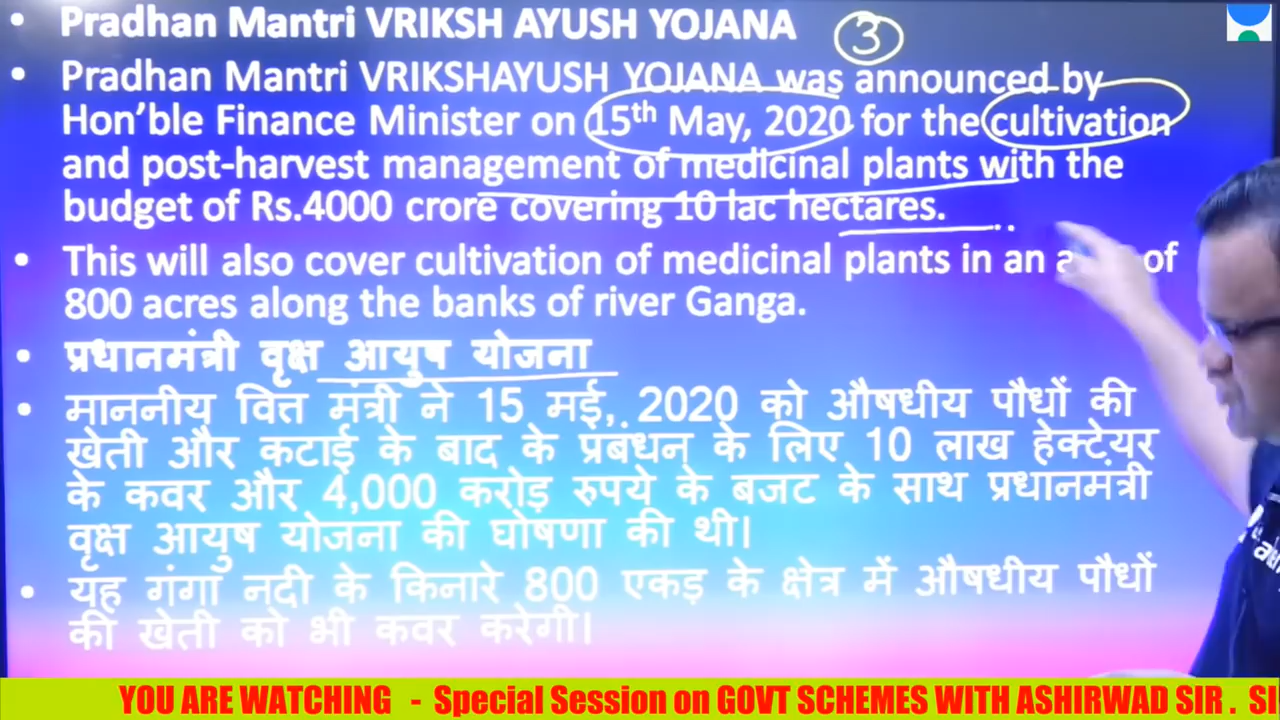 Pradhan Mantri VRIKSH AYUSH YOJANA
3
Pradhan Mantri VRIKSHAYUSH YOJANA was announced by
Hon’ble Finance Minister on 15th May, 2020 for the cultivation
and post-harvest management of medicinal plants with the
budget of Rs.4000 crore covering 10 lac hectares.
This will also cover cultivation of medicinal plants in an of
800 acres along the banks of river Ganga.
प्रधानमंत्री वृक्ष आयुष योजना
माननीय वित्त मंत्री ने 15 मई, 2020 को औषधीय पौधों की
खेती और कटाई के बाद के प्रबंधन के लिए 10 लाख हेक्टेयर
के कवर और 4,000 करोड़ रुपये के बजट के साथ प्रधानमंत्री
वृक्ष आयुष योजना की घोषणा की थी।
यह गंगा नदी के किनारे 800 एकड़ के क्षेत्र में औषधीय पौधों
की खेती को भी कवर करेगी।
YOU ARE WATCHING - Special Session on GOVT SCHEMES WITH ASHIRWAD SIR .